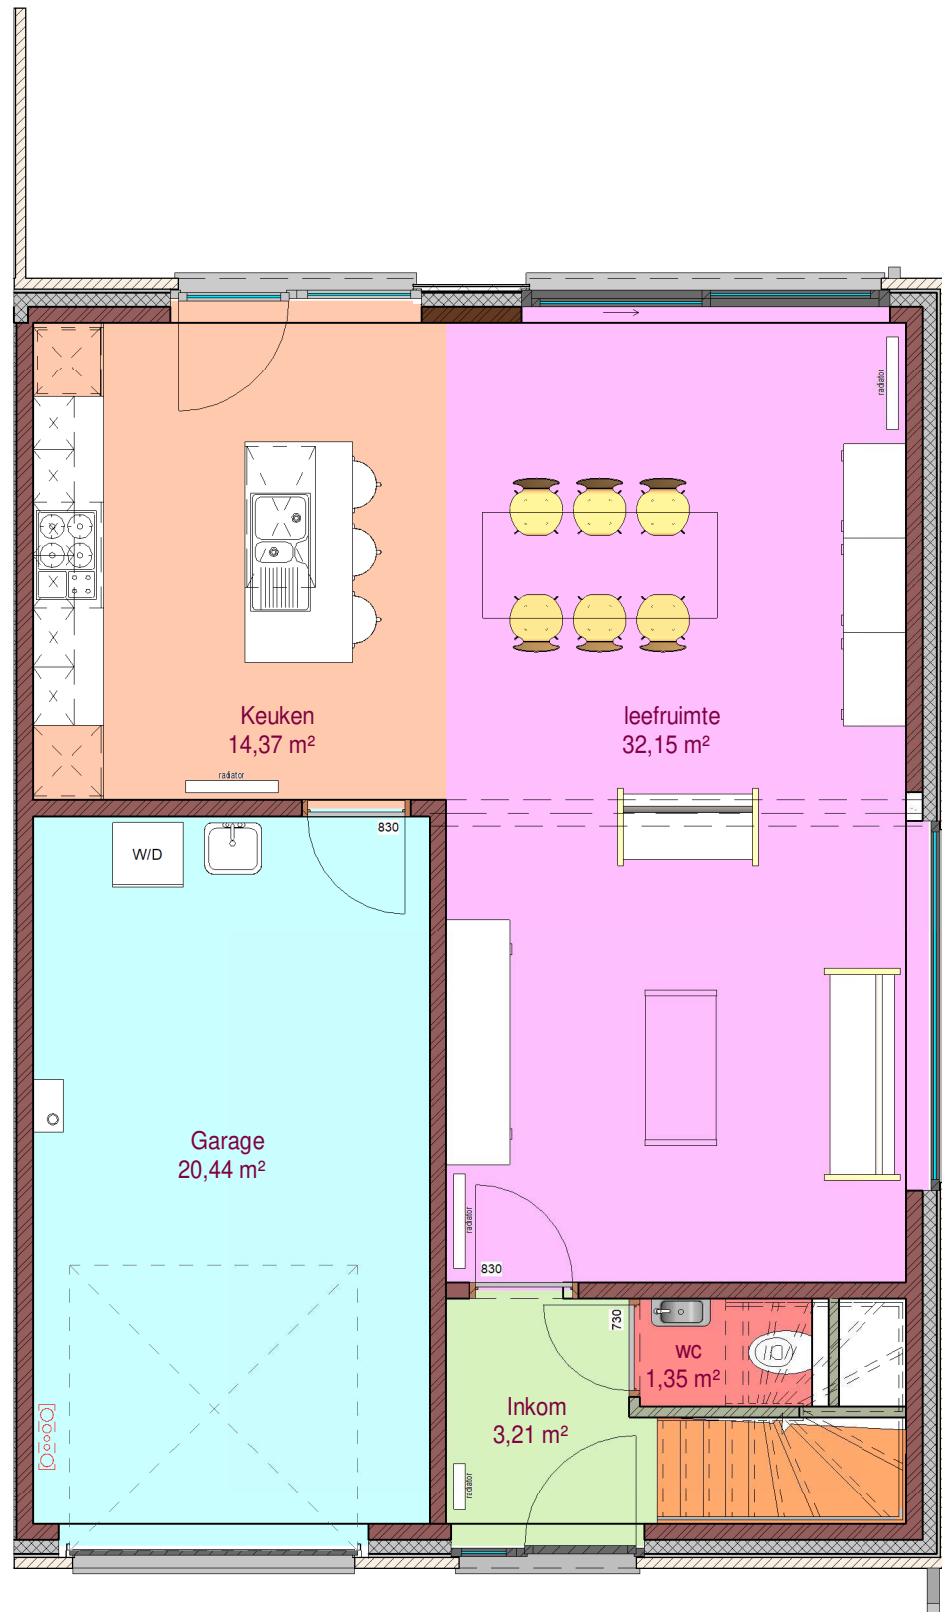 radiator
Keuken
14,37 m²
leefruimte
32,15 m²
radiator
830
W/D
Garage
20,44 m²
radiator
830
730
wc
1,35 m²
Inkom
3,21 m²
radiator